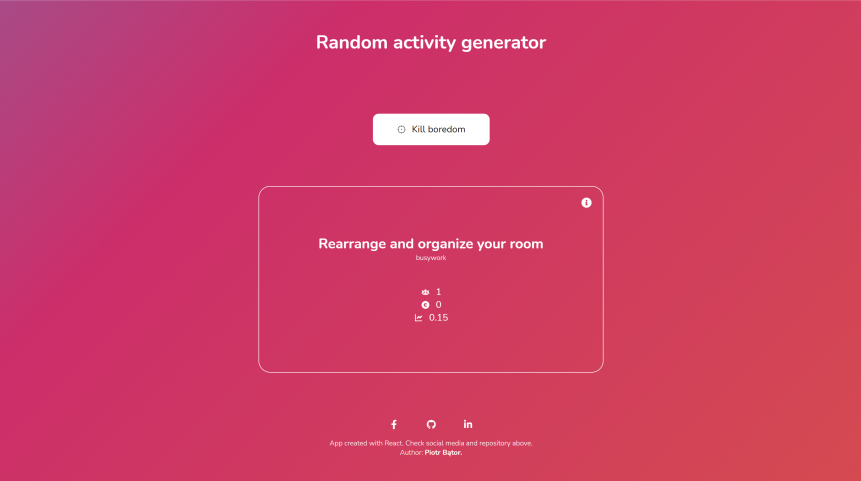 Random activity generator
Kill boredom
Rearrange and organize your room
busywork
1
0
0.15
App created with React. Check social media and repository above.
Author: Piotr Bątor.